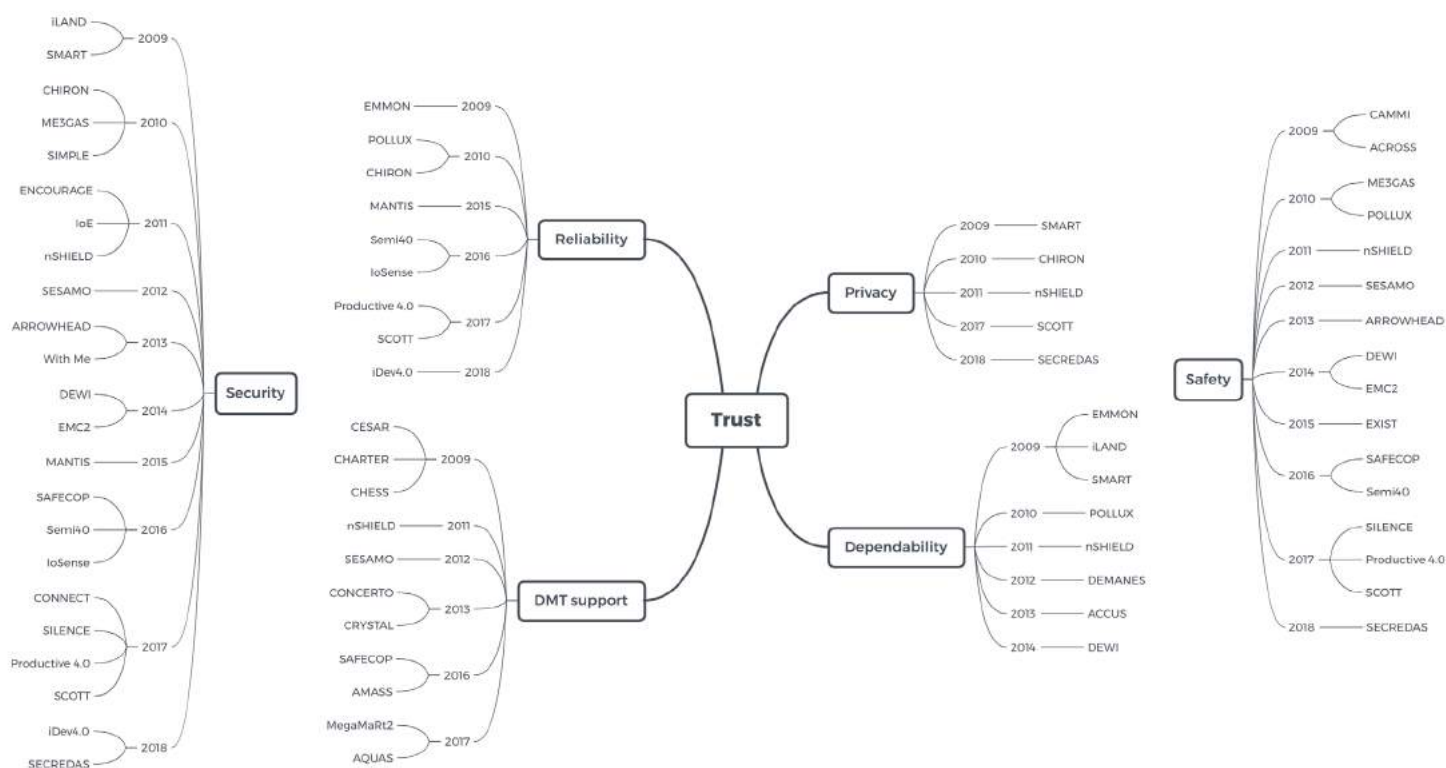 Trust
Security
2009
iLAND
SMART
2010
CHIRON
ME3GAS
SIMPLE
2011
ENCOURAGE
IoE
nSHIELD
2012
SESAMO
2013
ARROWHEAD
With Me
2014
DEWI
EMC2
2015
MANTIS
2016
SAFECOP
Semi40
IoSense
2017
CONNECT
SILENCE
Productive 4.0
SCOTT
2018
iDev4.0
SECREDAS
Reliability
2009
EMMON
2010
POLLUX
CHIRON
2015
MANTIS
2016
Semi40
IoSense
2017
Productive 4.0
SCOTT
2018
iDev4.0
DMT support
2009
CESAR
CHARTER
CHESS
2011
nSHIELD
2012
SESAMO
2013
CONCERTO
CRYSTAL
2016
SAFECOP
AMASS
2017
MegaMaRt2
AQUAS
Privacy
2009
SMART
2010
CHIRON
2011
nSHIELD
2017
SCOTT
2018
SECREDAS
Dependability
2009
EMMON
iLAND
SMART
2010
POLLUX
2011
nSHIELD
2012
DEMANES
2013
ACCUS
2014
DEWI
Safety
2009
CAMMI
ACROSS
2010
ME3GAS
POLLUX
2011
nSHIELD
2012
SESAMO
2013
ARROWHEAD
2014
DEWI
EMC2
2015
EXIST
2016
SAFECOP
Semi40
2017
SILENCE
Productive 4.0
SCOTT
2018
SECREDAS